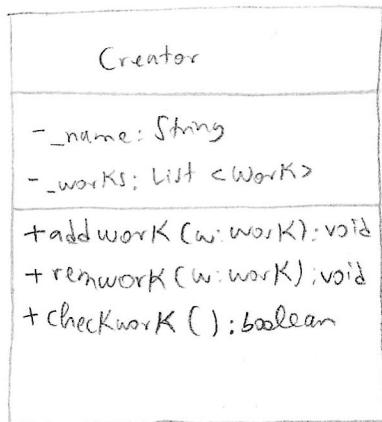 Creator
-_name: String
-_works: List <Work>
+addwork (w: work): void
+remwork (w: work): void
+checkwork ( ): boolean